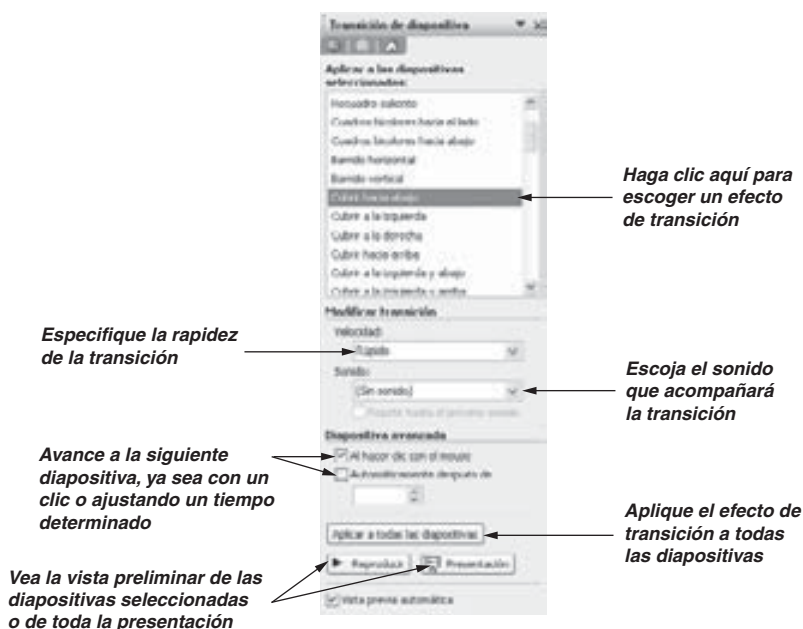 Transición de diapositiva
Aplicar a las diapositivas
seleccionadas:
Recuadro saliente
Cuadros bicolores hacia el lado
Cuadros bicolores hacia abajo
Barrido horizontal
Barrido vertical
Cubrir hacia abajo
Cubrir a la izquierda
Cubrir a la derecha
Cubrir hacia arriba
Cubrir a la izquierda y abajo
Cubrir a la izquierda y arriba
Haga clic aquí para
escoger un efecto
de transición
Modificar transición
Velocidad:
Rápido
Especifique la rapidez
de la transición
Sonido:
[Sin sonido]
Escoja el sonido
que acompañará
la transición
Diapositiva avanzada
Al hacer clic con el mouse
Automáticamente después de
Avance a la siguiente
diapositiva, ya sea con un
clic o ajustando un tiempo
determinado
Aplicar a todas las diapositivas
Aplique el efecto de
transición a todas
las diapositivas
Reproducir
Presentación
Vea la vista preliminar de las
diapositivas seleccionadas
o de toda la presentación
Vista previa automática